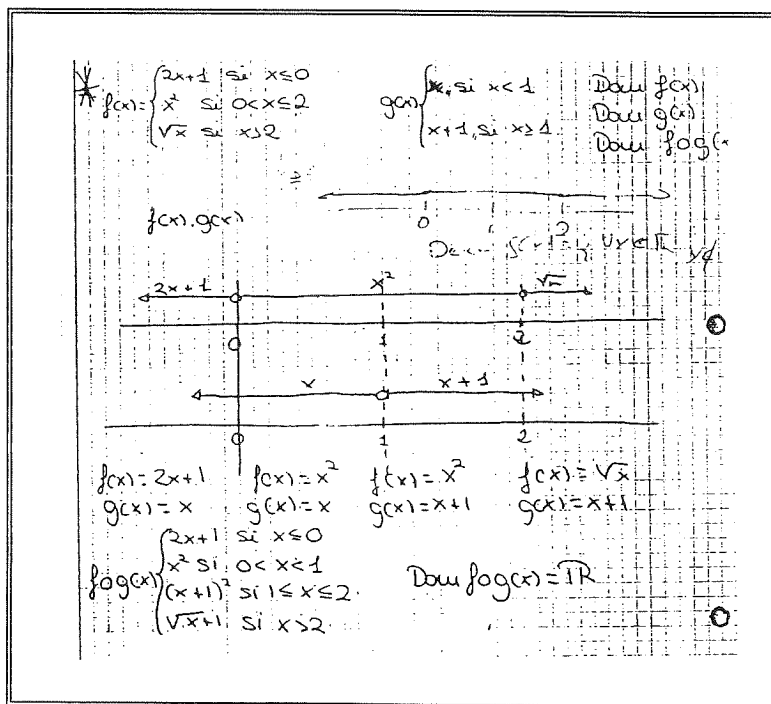 f(x)= { 2x+1 si x≤0
x² si 0<x≤2
√x si x>2
g(x) { x, si x<1
x+1, si x≥1
Dom f(x)
Dom g(x)
Dom fog(x
f(x).g(x)
0 2
2x+1 x² √x
0 1 2
x x+1
0 1 2
f(x)=2x+1 f(x)=x² f(x)=x² f(x)=√x
g(x)=x g(x)=x g(x)=x+1 g(x)=x+1
fog(x) { 2x+1 si x≤0
x² si 0<x<1
(x+1)² si 1≤x≤2
√x+1 si x>2
Dom fog(x)=IR